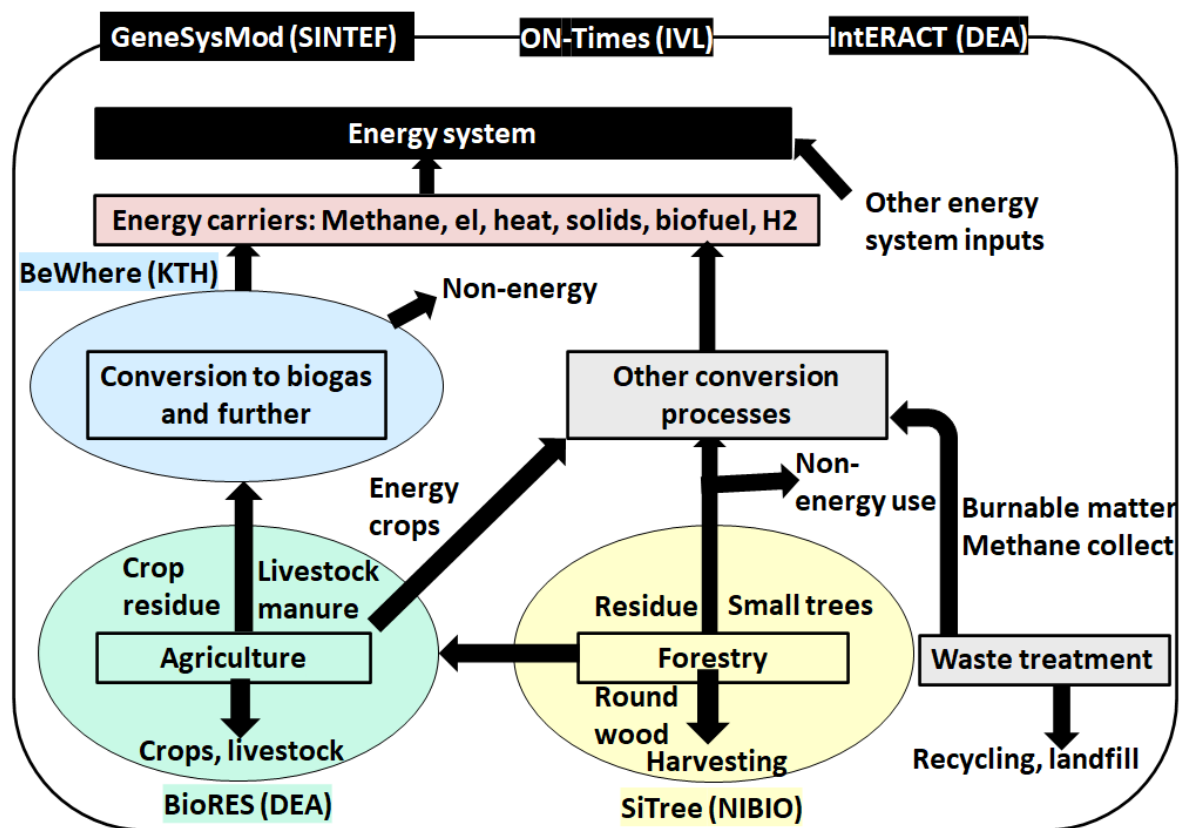 GeneSysMod (SINTEF)
ON-Times (IVL)
IntERACT (DEA)
Energy system
Energy carriers: Methane, el, heat, solids, biofuel, H2
Other energy
system inputs
BeWhere (KTH)
Non-energy
Conversion to biogas
and further
Other conversion
processes
Energy
crops
Non-
energy use
Burnable matter
Methane collect
Crop
residue
Livestock
manure
Residue
Small trees
Agriculture
Forestry
Waste treatment
Round
wood
Crops, livestock
Harvesting
Recycling, landfill
BioRES (DEA)
SiTree (NIBIO)